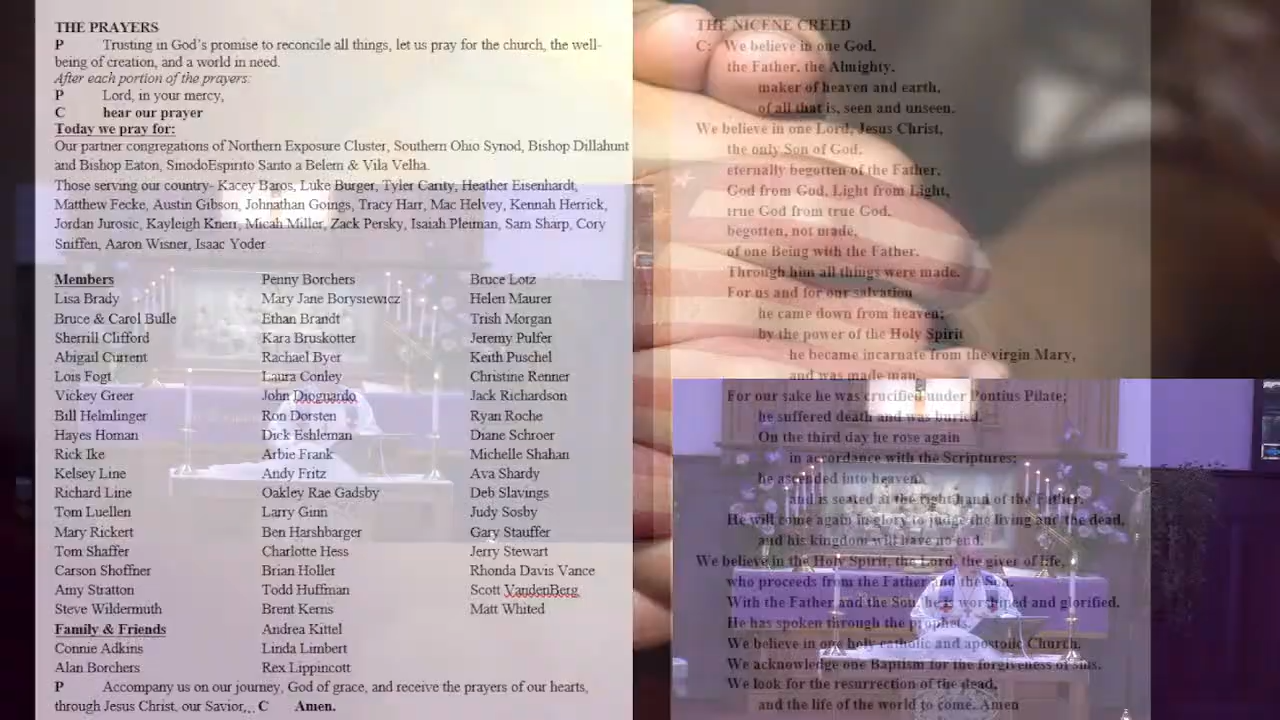 THE PRAYERS
P Trusting in God's promise to reconcile all things, let us pray for the church, the well-
being of creation, and a world in need.
After each portion of the prayers:
P Lord, in your mercy,
C hear our prayer
Today we pray for:
Our partner congregations of Northern Exposure Cluster, Southern Ohio Synod, Bishop Dillahunt
and Bishop Eaton, SinodoEspirito Santo a Belem & Vila Velha.
Those serving our country- Kacey Baros, Luke Burger, Tyler Canty, Heather Eisenhardt,
Matthew Fecke, Austin Gibson, Johnathan Goings, Tracy Harr, Mac Helvey, Kennah Herrick,
Jordan Jurosic, Kayleigh Knerr, Micah Miller, Zack Persky, Isaiah Pleiman, Sam Sharp, Cory
Sniffen, Aaron Wisner, Isaac Yoder
Members
Lisa Brady
Bruce & Carol Bulle
Sherrill Clifford
Abigail Current
Lois Fogt
Vickey Greer
Bill Helmlinger
Hayes Homan
Rick Ike
Kelsey Line
Richard Line
Tom Luellen
Mary Rickert
Tom Shaffer
Carson Shoffner
Amy Stratton
Steve Wildermuth
Family & Friends
Connie Adkins
Alan Borchers
Penny Borchers
Mary Jane Borysiewicz
Ethan Brandt
Kara Bruskotter
Rachael Byer
Laura Conley
John Dioguardo
Ron Dorsten
Dick Eshleman
Arbie Frank
Andy Fritz
Oakley Rae Gadsby
Larry Ginn
Ben Harshbarger
Charlotte Hess
Brian Holler
Todd Huffman
Brent Kerns
Andrea Kittel
Linda Limbert
Rex Lippincott
Bruce Lotz
Helen Maurer
Trish Morgan
Jeremy Pulfer
Keith Puschel
Christine Renner
Jack Richardson
Ryan Roche
Diane Schroer
Michelle Shahan
Ava Shardy
Deb Slavings
Judy Sosby
Gary Stauffer
Jerry Stewart
Rhonda Davis Vance
Scott VandenBerg
Matt Whited
P Accompany us on our journey, God of grace, and receive the prayers of our hearts,
through Jesus Christ, our Savior,.. C Amen.
THE NICENE CREED
C: We believe in one God,
the Father, the Almighty,
maker of heaven and earth,
of all that is, seen and unseen.
We believe in one Lord, Jesus Christ,
the only Son of God,
eternally begotten of the Father,
God from God, Light from Light,
true God from true God,
begotten, not made,
of one Being with the Father.
Through him all things were made.
For us and for our salvation
he came down from heaven;
by the power of the Holy Spirit
he became incarnate from the virgin Mary,
and was made man.
For our sake he was crucified under Pontius Pilate;
he suffered death and was buried.
On the third day he rose again
in accordance with the Scriptures;
he ascended into heaven
and is seated at the right hand of the Father.
He will come again in glory to judge the living and the dead,
and his kingdom will have no end.
We believe in the Holy Spirit, the Lord, the giver of life,
who proceeds from the Father and the Son.
With the Father and the Son, he is worshiped and glorified.
He has spoken through the prophets.
We believe in one holy catholic and apostolic Church.
We acknowledge one Baptism for the forgiveness of sins.
We look for the resurrection of the dead,
and the life of the world to come. Amen